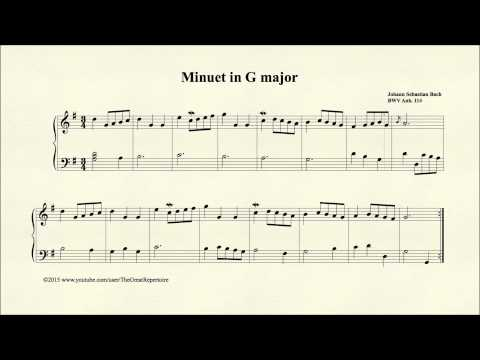 Minuet in G major
Johann Sebastian Bach
BWV Anh. 114
©2015 www.youtube.com/user/TheGreatRepertoire